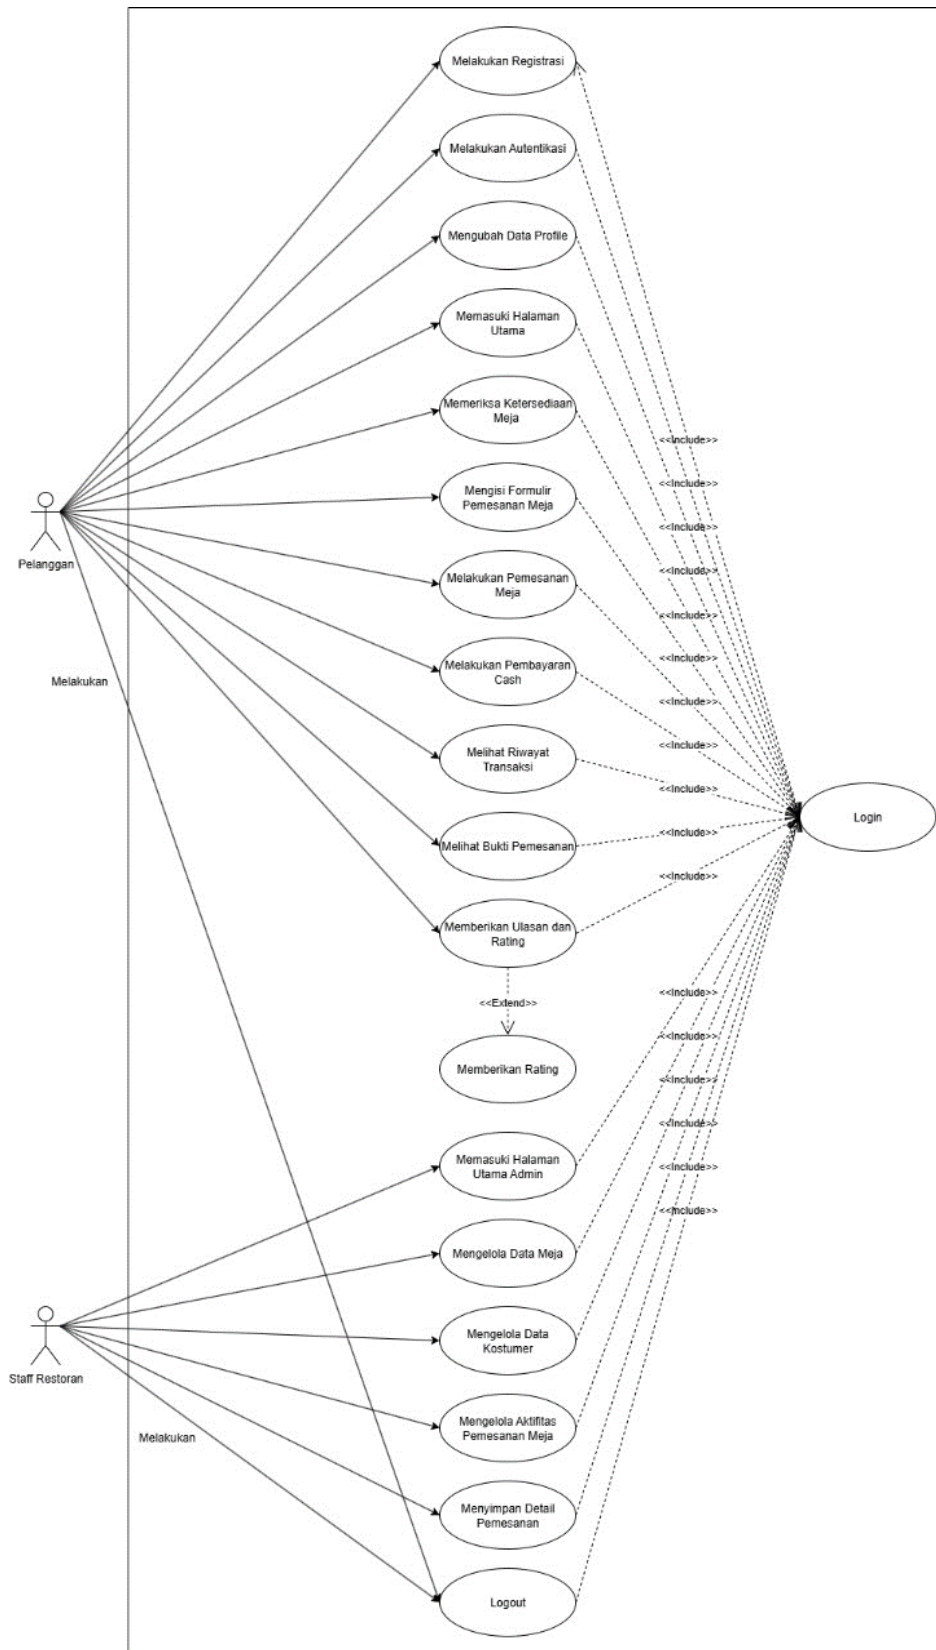 Melakukan Registrasi
Melakukan Autentikasi
Mengubah Data Profile
Memasuki Halaman
Utama
Memeriksa Ketersediaan
Meja
<<Include>>
Mengisi Formulir
Pemesanan Meja
<<Include>>
<<Include>>
Pelanggan
<<Include>>
Melakukan Pemesanan
Meja
<<Include>>
Melakukan Pembayaran
Cash
<<Include>>
Melakukan
<<Include>>
Melihat Riwayat
Transaksi
<<Include>>
<<Include>>
Login
Melihat Bukti Pemesanan
<<Include>>
<<Include>>
Memberikan Ulasan dan
Rating
<<Include>>
<<Extend>>
<<Include>>
Memberikan Rating
<<Include>>
<<Include>>
Memasuki Halaman
Utama Admin
<<Include>>
<<Include>>
Mengelola Data Meja
Mengelola Data
Kostumer
Staff Restoran
Mengelola Aktifitas
Pemesanan Meja
Melakukan
Menyimpan Detail
Pemesanan
Logout